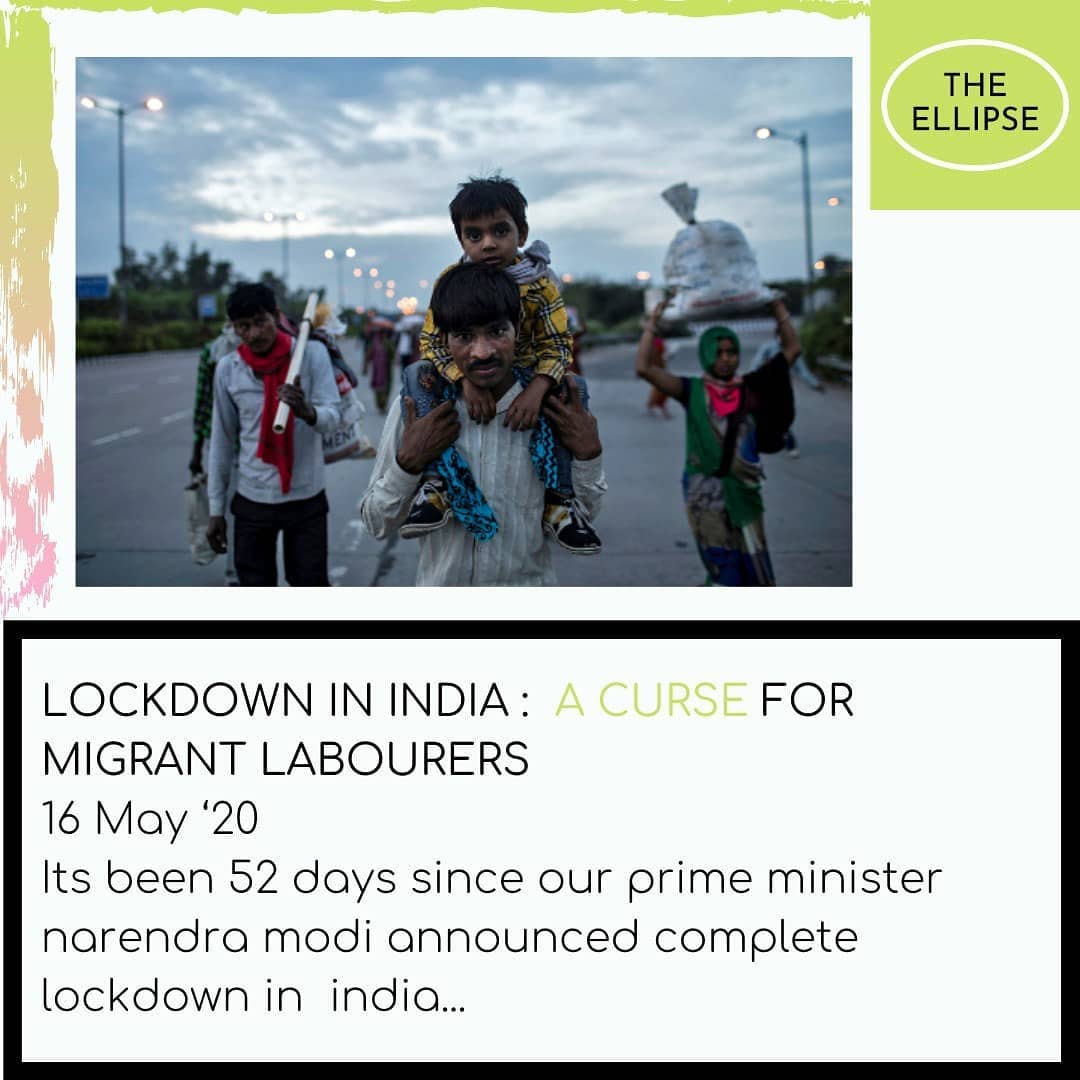 THE
ELLIPSE
MENT
LOCKDOWN IN INDIA : A CURSE FOR
MIGRANT LABOURERS
16 May ‘20
Its been 52 days since our prime minister
narendra modi announced complete
lockdown in india...